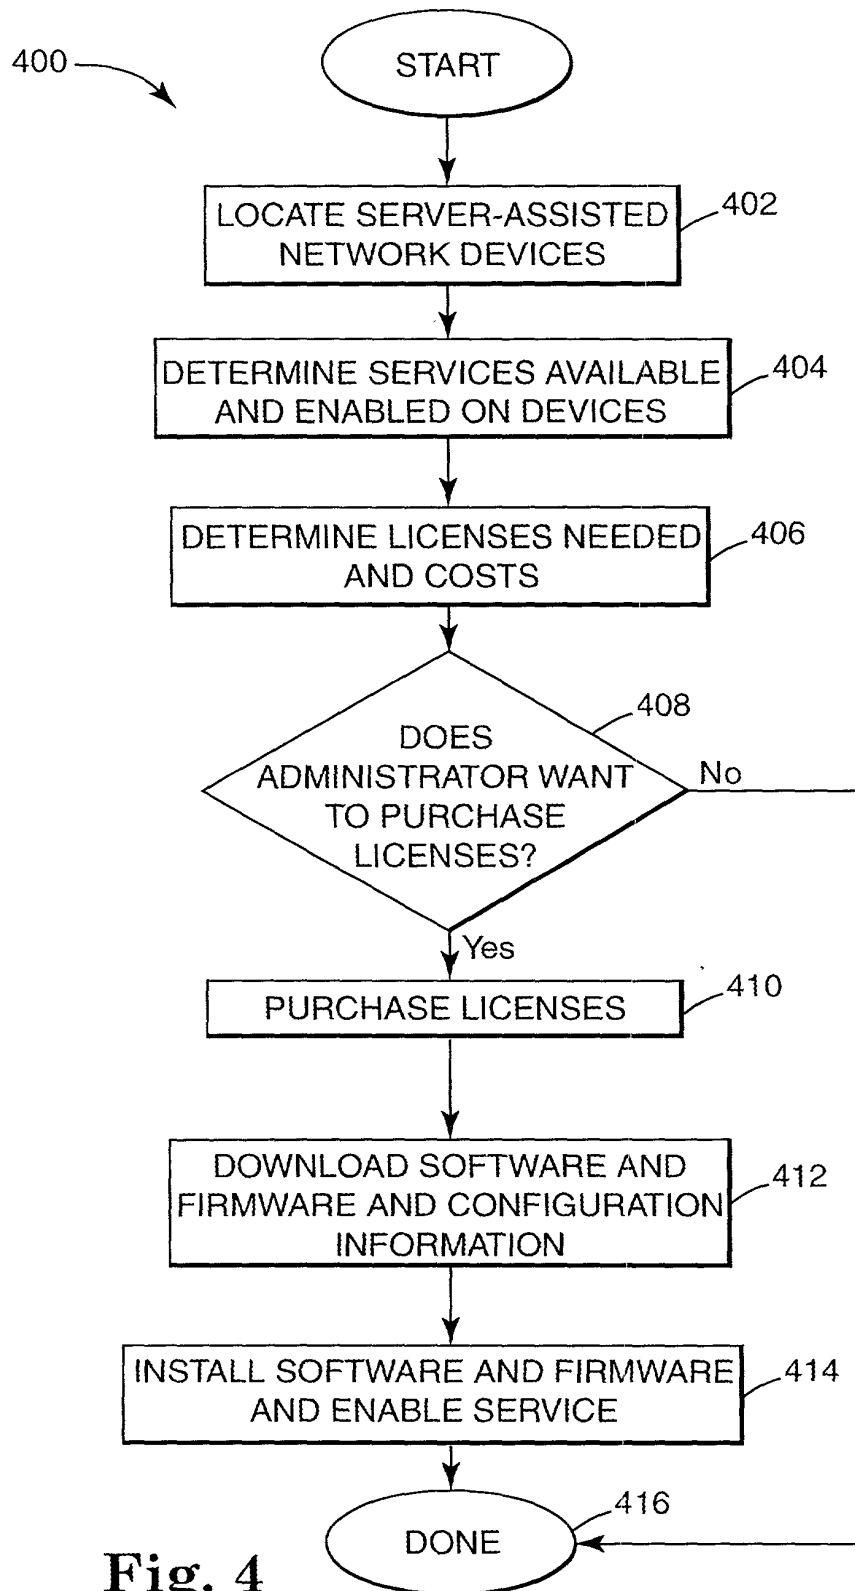 400
START
402
LOCATE SERVER-ASSISTED
NETWORK DEVICES
404
DETERMINE SERVICES AVAILABLE
AND ENABLED ON DEVICES
406
DETERMINE LICENSES NEEDED
AND COSTS
408
DOES
ADMINISTRATOR WANT
TO PURCHASE
LICENSES?
No
Yes
410
PURCHASE LICENSES
412
DOWNLOAD SOFTWARE AND
FIRMWARE AND CONFIGURATION
INFORMATION
414
INSTALL SOFTWARE AND FIRMWARE
AND ENABLE SERVICE
416
DONE
Fig. 4